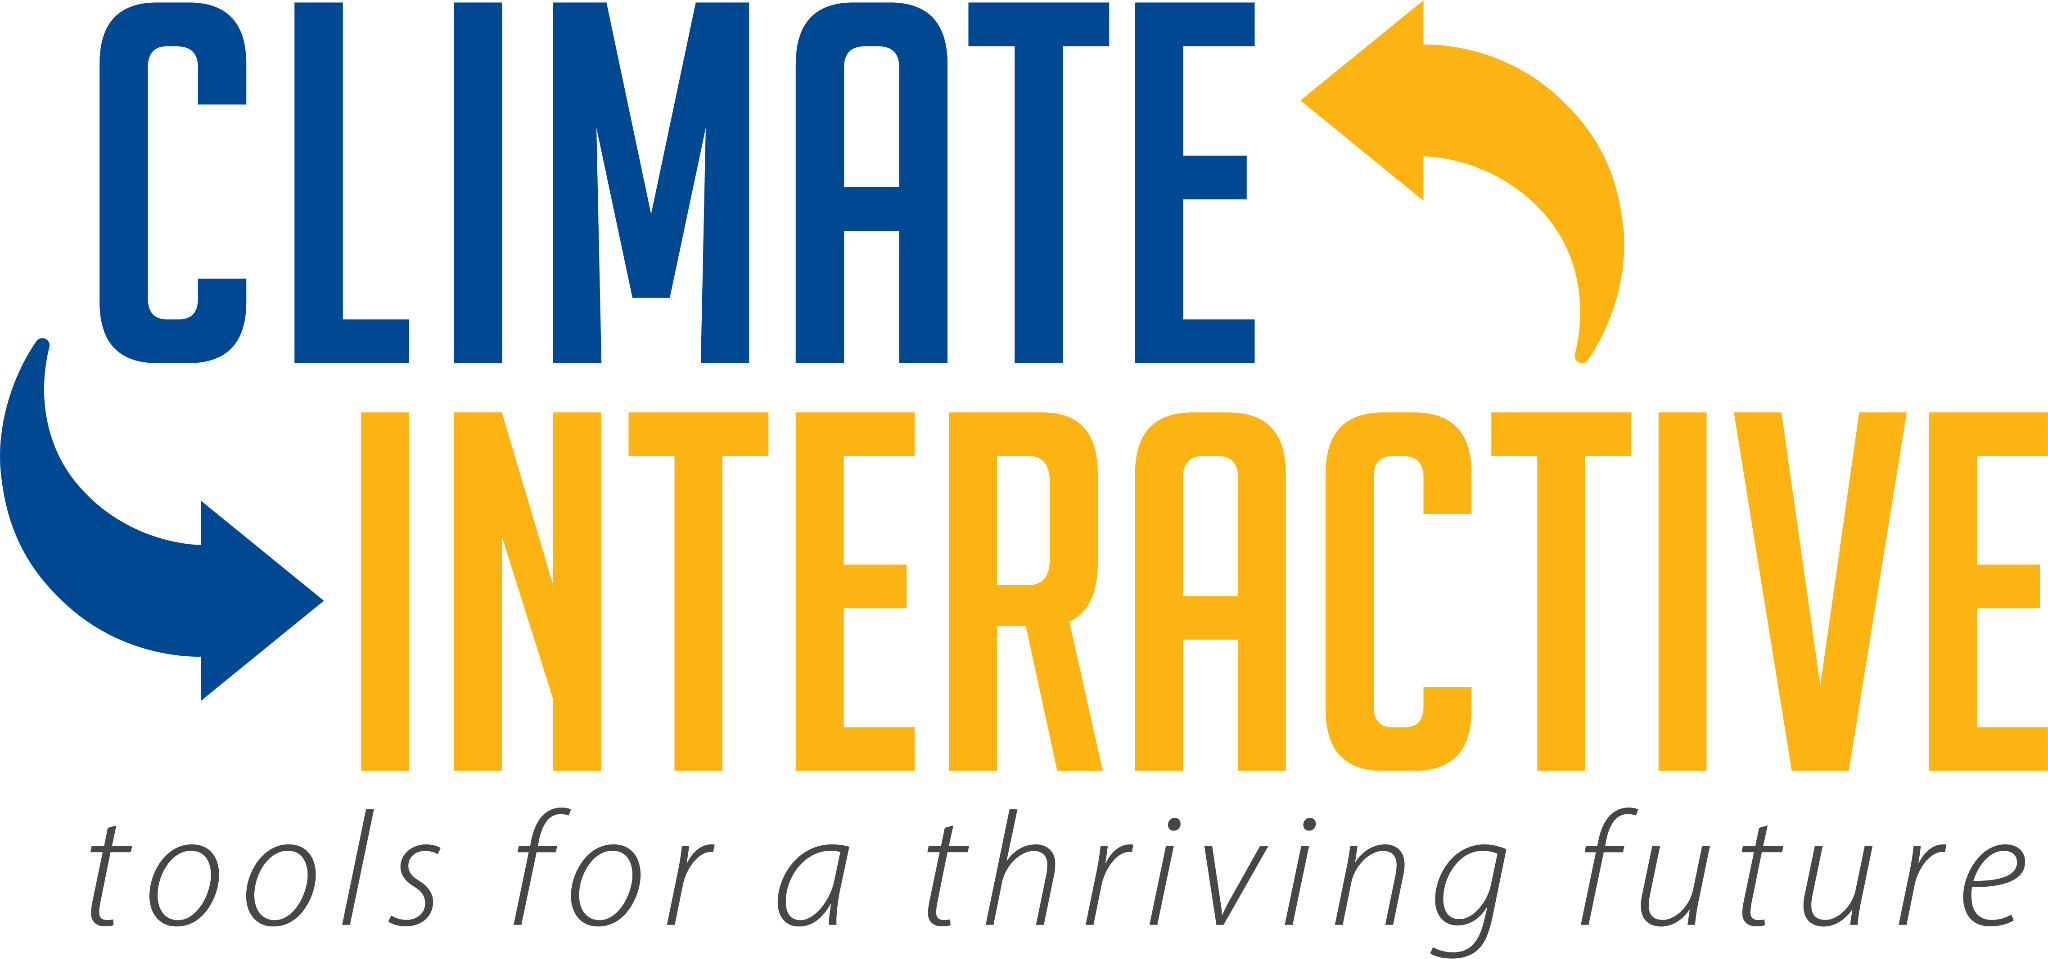 CLIMATE
INTERACTIVE
tools for a thriving future